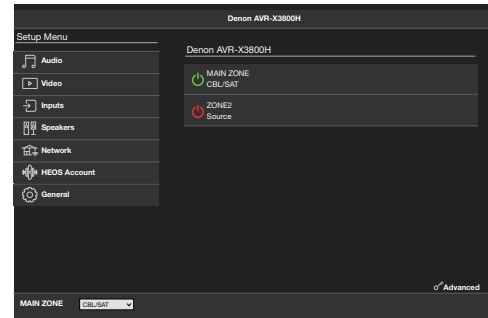 Denon AVR-X3800H
Setup Menu
Audio
Video
Inputs
Speakers
Network
HEOS Account
General
Denon AVR-X3800H
MAIN ZONE
CBL/SAT
ZONE2
Source
Advanced
MAIN ZONE CBL/SAT